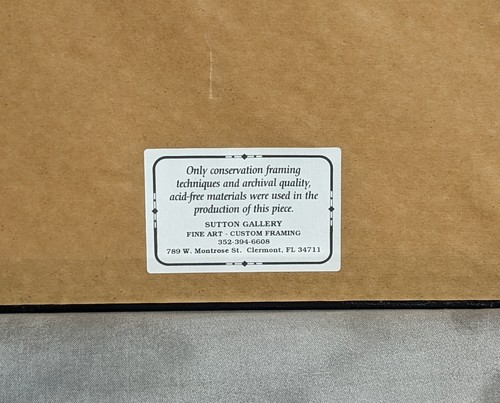 Only conservation framing
techniques and archival quality,
acid-free materials were used in the
production of this piece.
SUTTON GALLERY
FINE ART - CUSTOM FRAMING
352-394-6608
789 W. Montrose St. Clermont, FL 34711